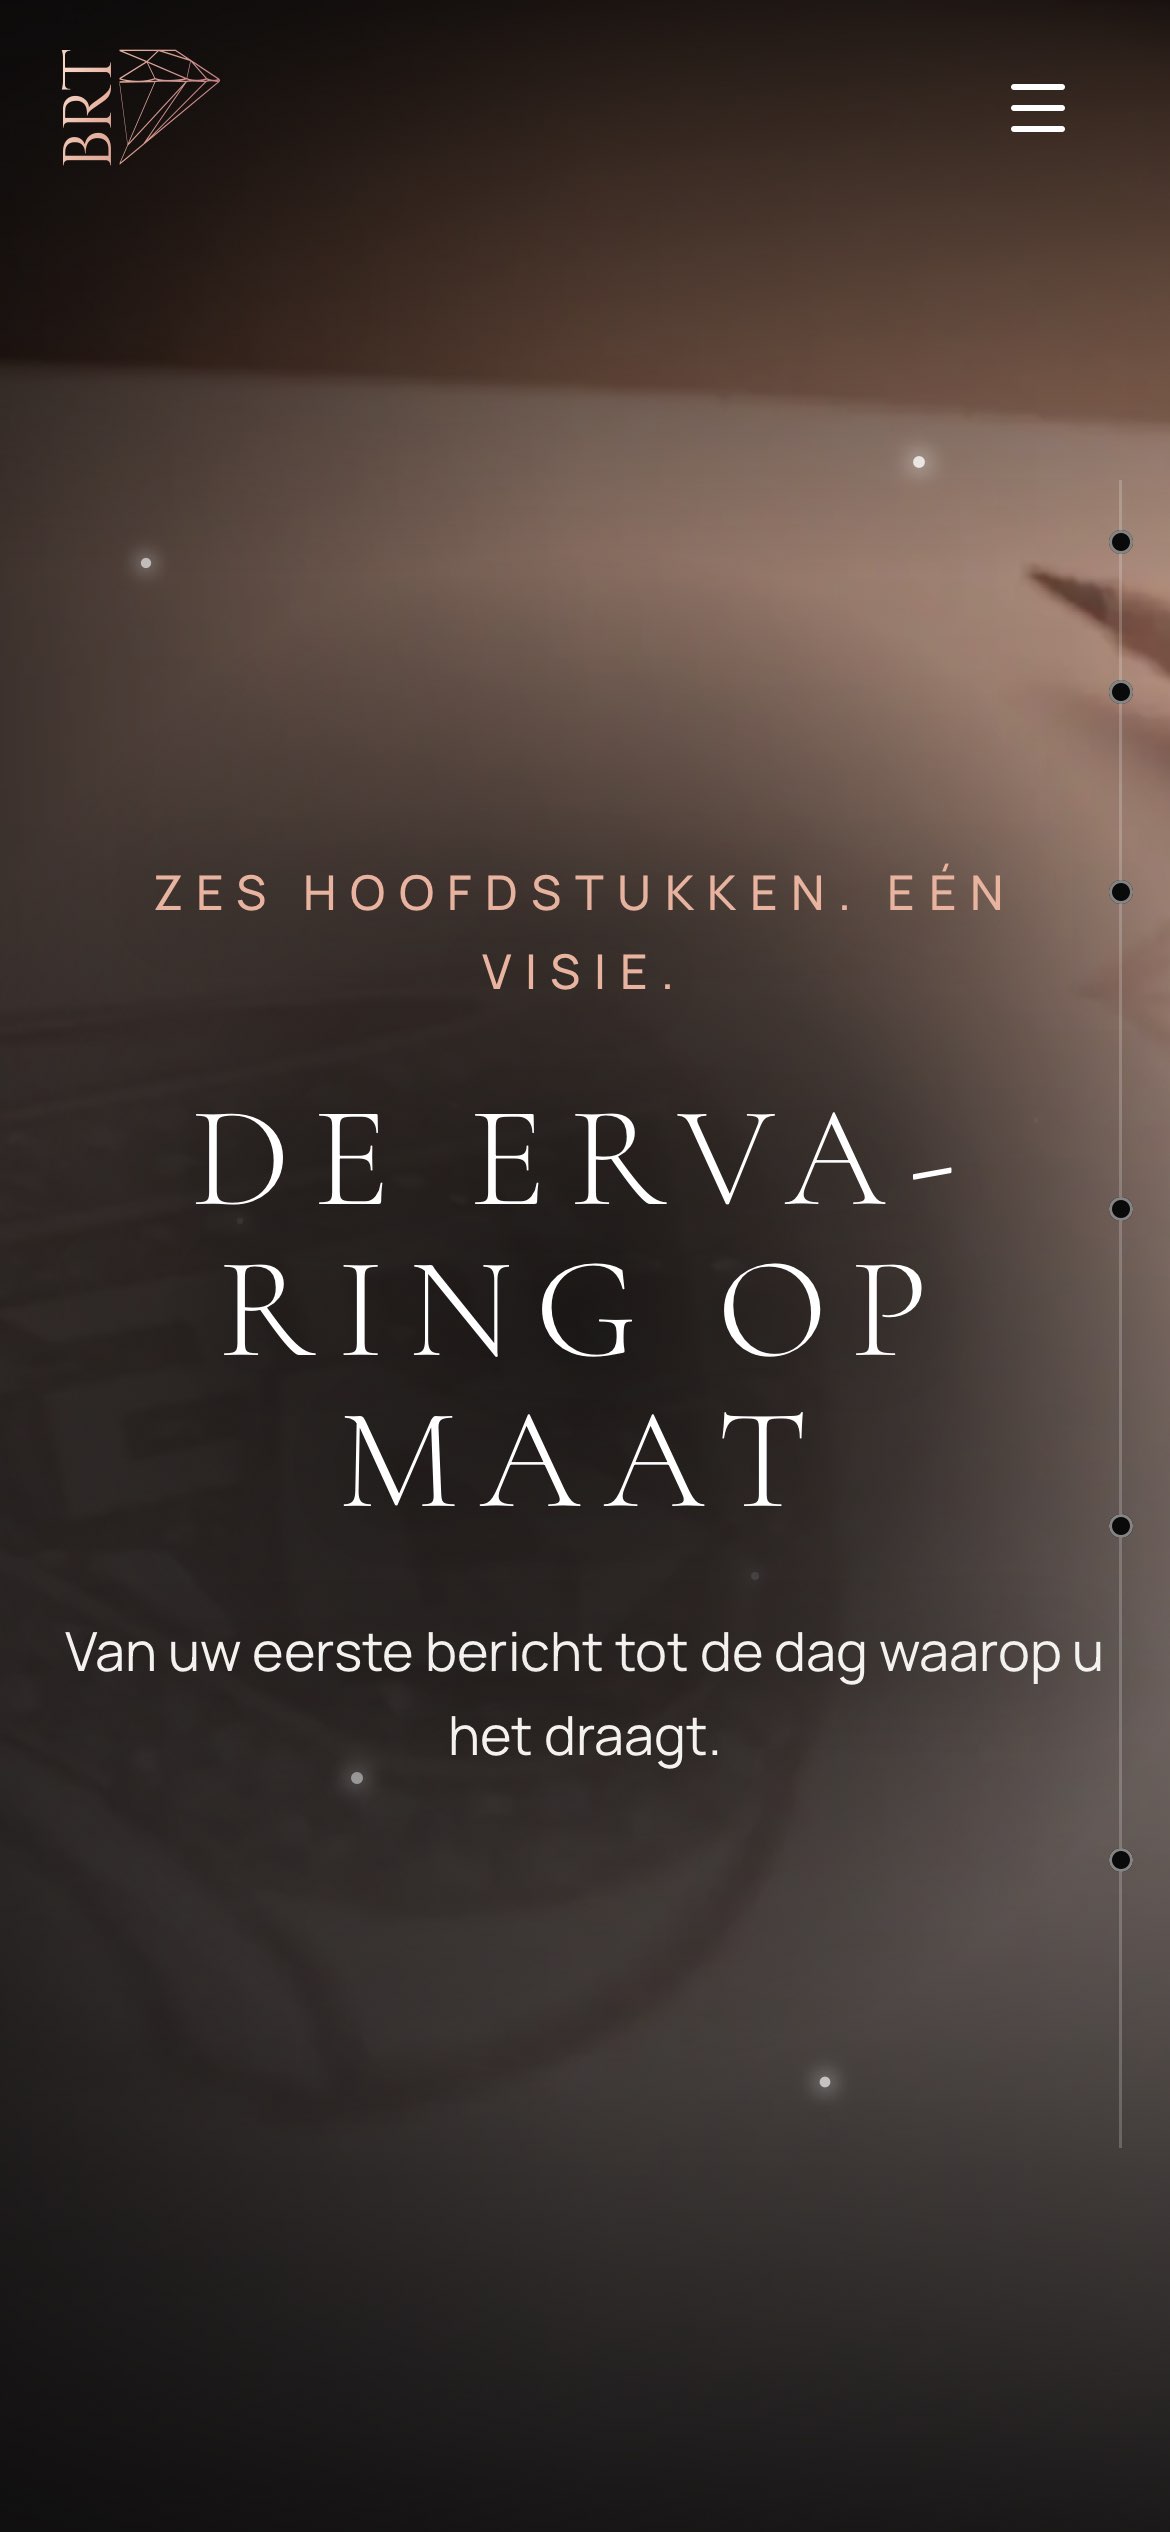 BRT
ZES HOOFDSTUKKEN. EÉN
VISIE.
DE ERVA-
RING OP
MAAT
Van uw eerste bericht tot de dag waarop u
het draagt.